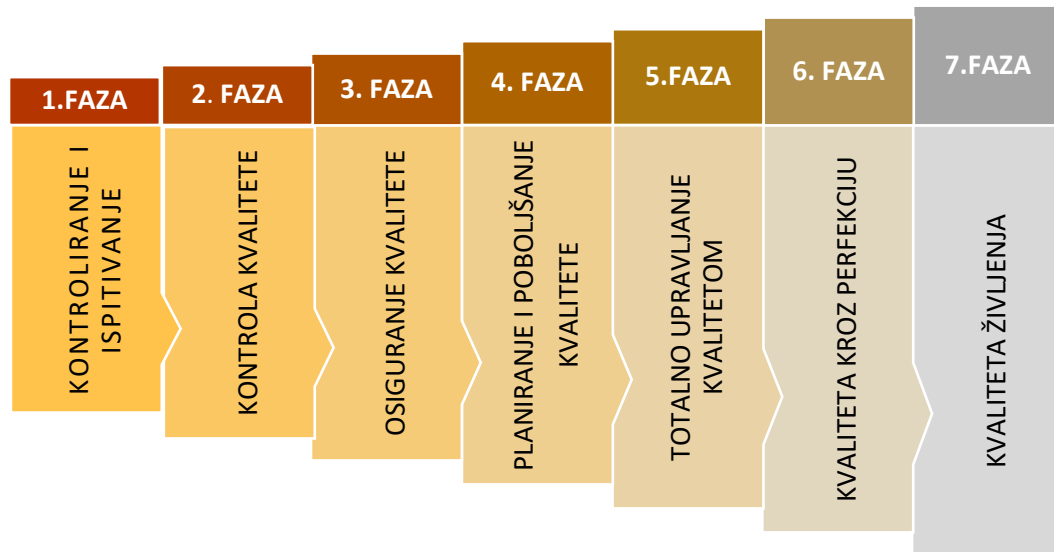 1.FAZA
KONTROLIRANJE I
ISPITIVANJE
2. FAZA
KONTROLA KVALITETE
3. FAZA
OSIGURANJE KVALITETE
4. FAZA
PLANIRANJE I POBOLJŠANJE
KVALITETE
5.FAZA
TOTALNO UPRAVLJANJE
KVALITETOM
6. FAZA
KVALITETA KROZ PERFEKCIJU
7.FAZA
KVALITETA ŽIVLJENJA